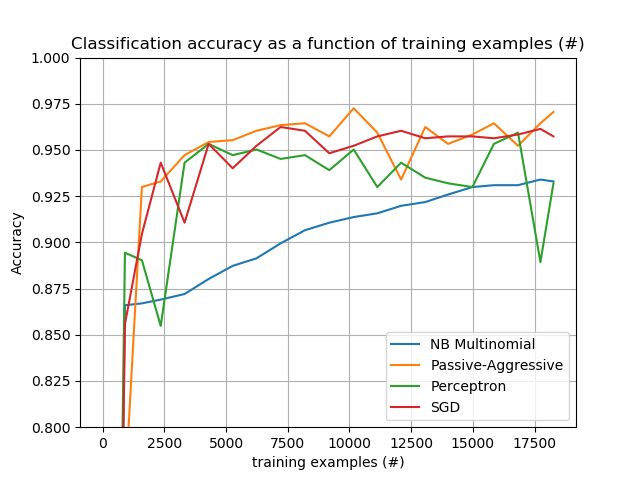 Classification accuracy as a function of training examples (#)
1.000
0.975
0.950
0.925
0.900
0.875
0.850
0.825
0.800
Accuracy
NB Multinomial
Passive-Aggressive
Perceptron
SGD
0 2500 5000 7500 10000 12500 15000 17500
training examples (#)